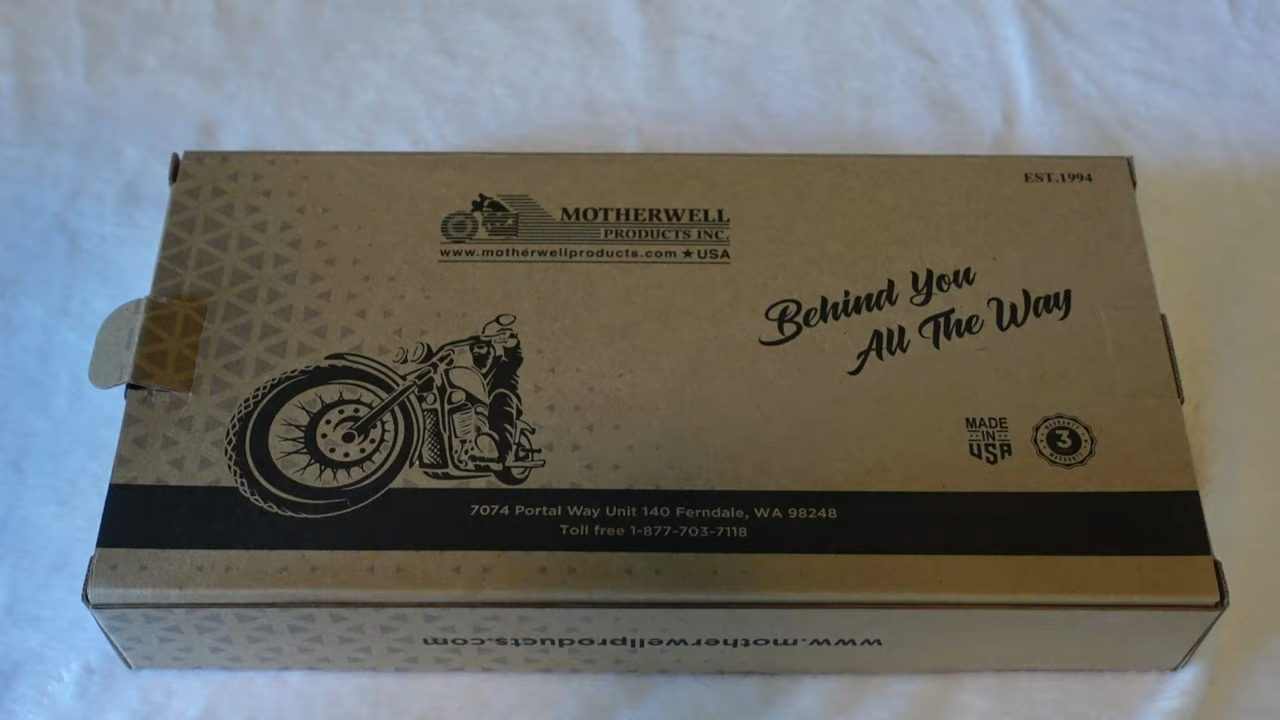 EST.1994
MOTHERWELL
PRODUCTS INC.
www.motherwellproducts.com ★ USA
Behind You
All The Way
MADE
IN
USA
3
7074 Portal Way Unit 140 Ferndale, WA 98248
Toll free 1-877-703-7118
www.motherwellproducts.com